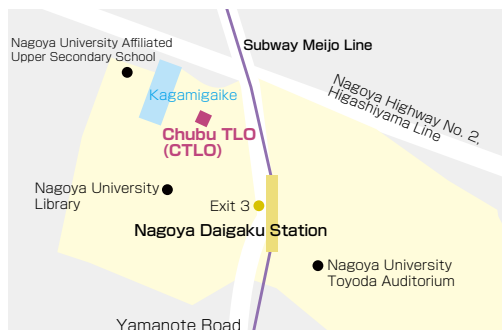 Nagoya University Affiliated
Upper Secondary School
Subway Meijo Line
Nagoya Highway No. 2,
Higashiyama Line
Kagamigaike
Chubu TLO
(CTLO)
Nagoya University
Library
Exit 3
Nagoya Daigaku Station
Nagoya University
Toyoda Auditorium
Yamanote Road